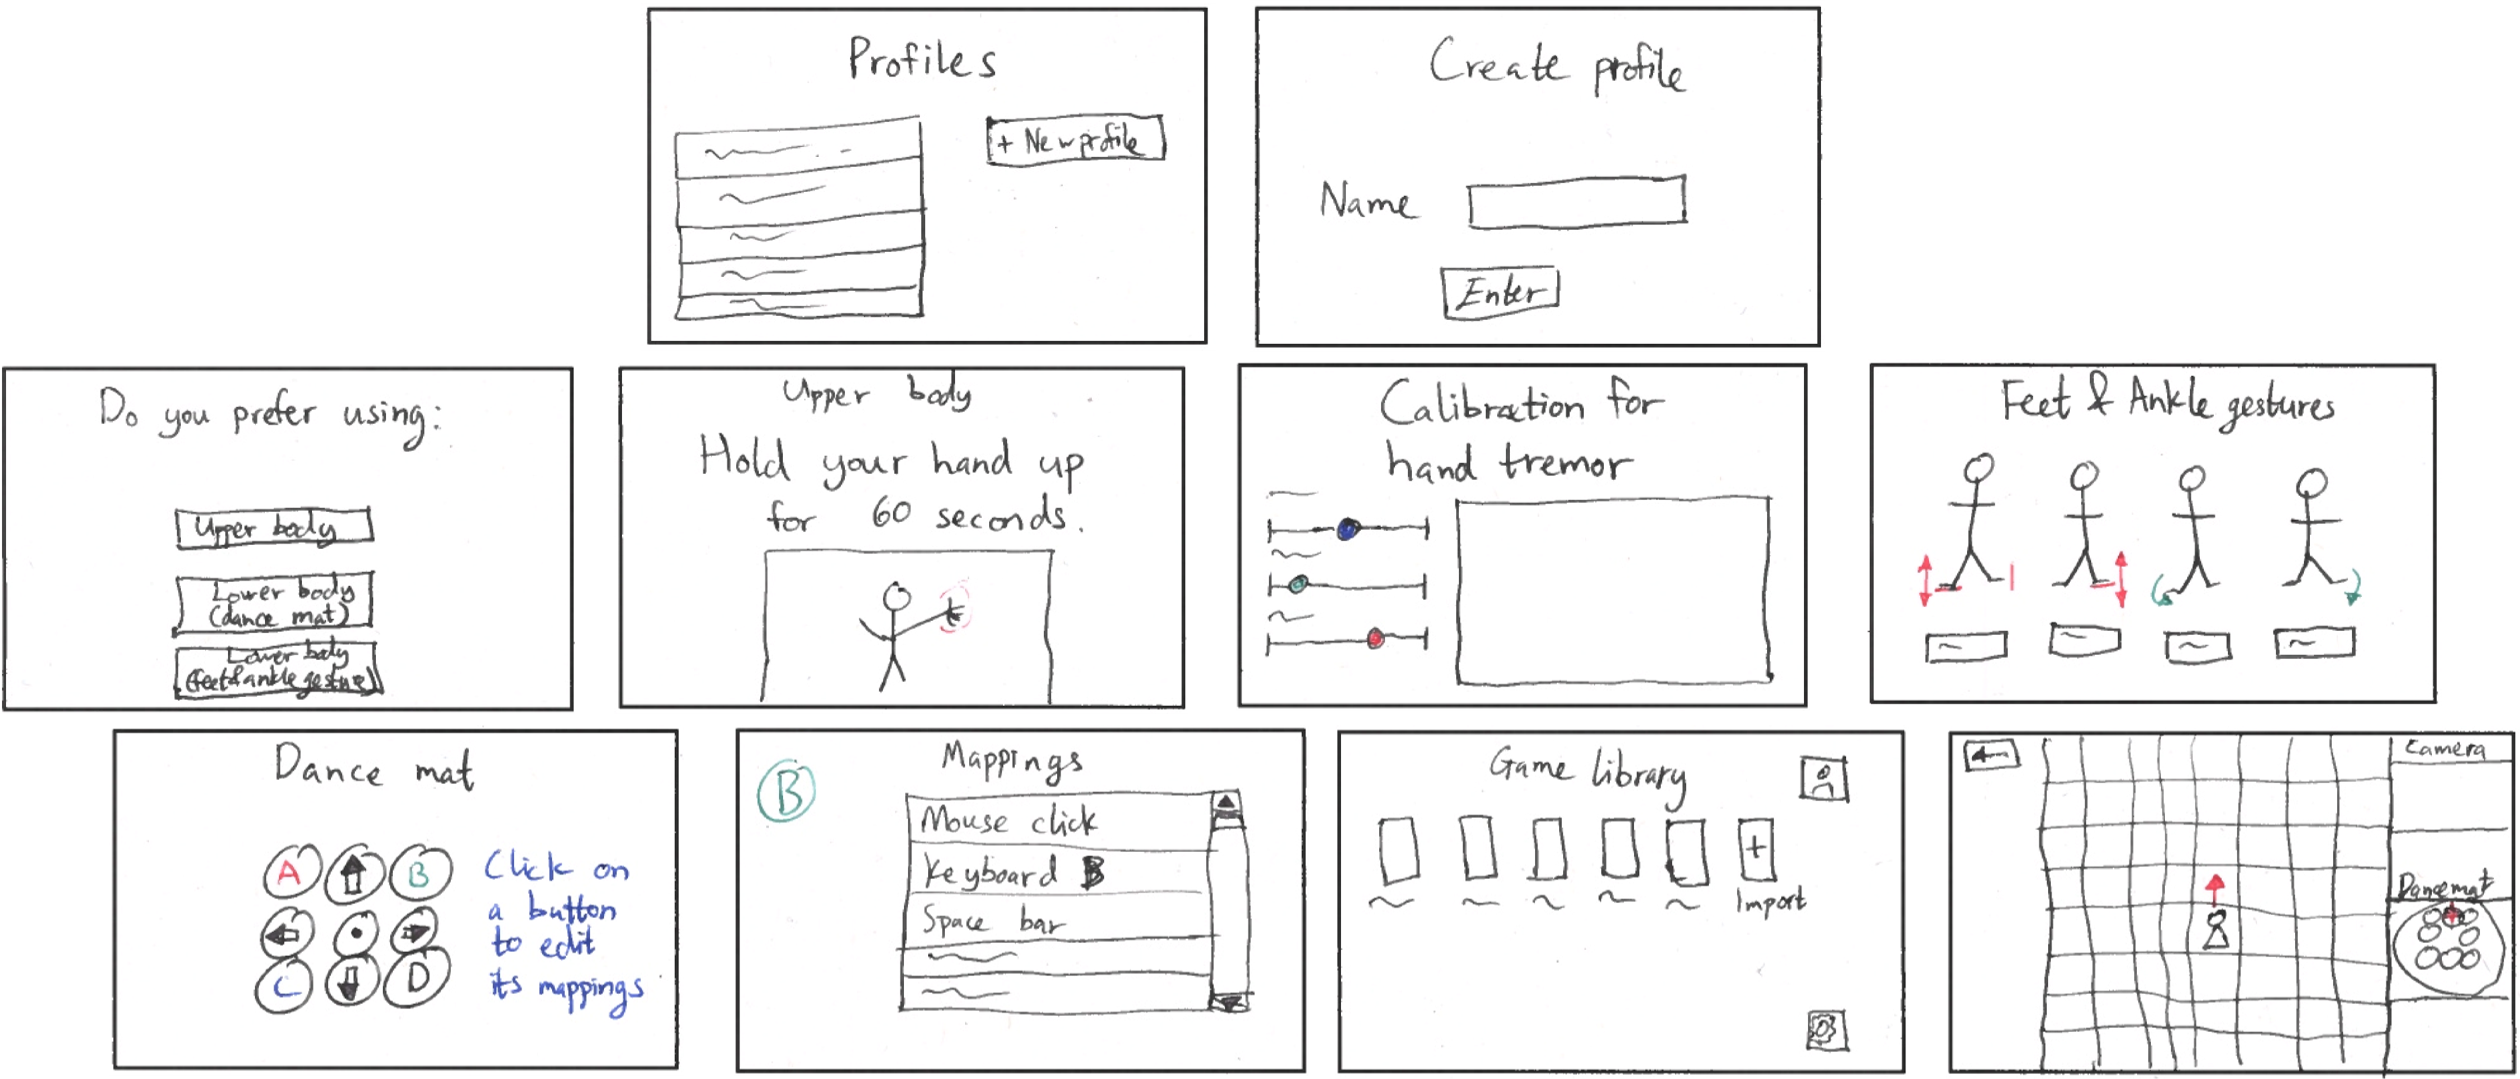 Profiles
+ New profile
Create profile
Name
Enter
Do you prefer using:
Upper body
Lower body
(dance mat)
Lower body
(feet & ankle gesture)
Upper body
Hold your hand up
for 60 seconds.
Calibration for
hand tremor
Feet & Ankle gestures
Dance mat
A
B
C
D
Click on
a button
to edit
its mappings
B
Mappings
Mouse click
Keyboard B
Space bar
Game library
+
Import
Camera
Dancemat